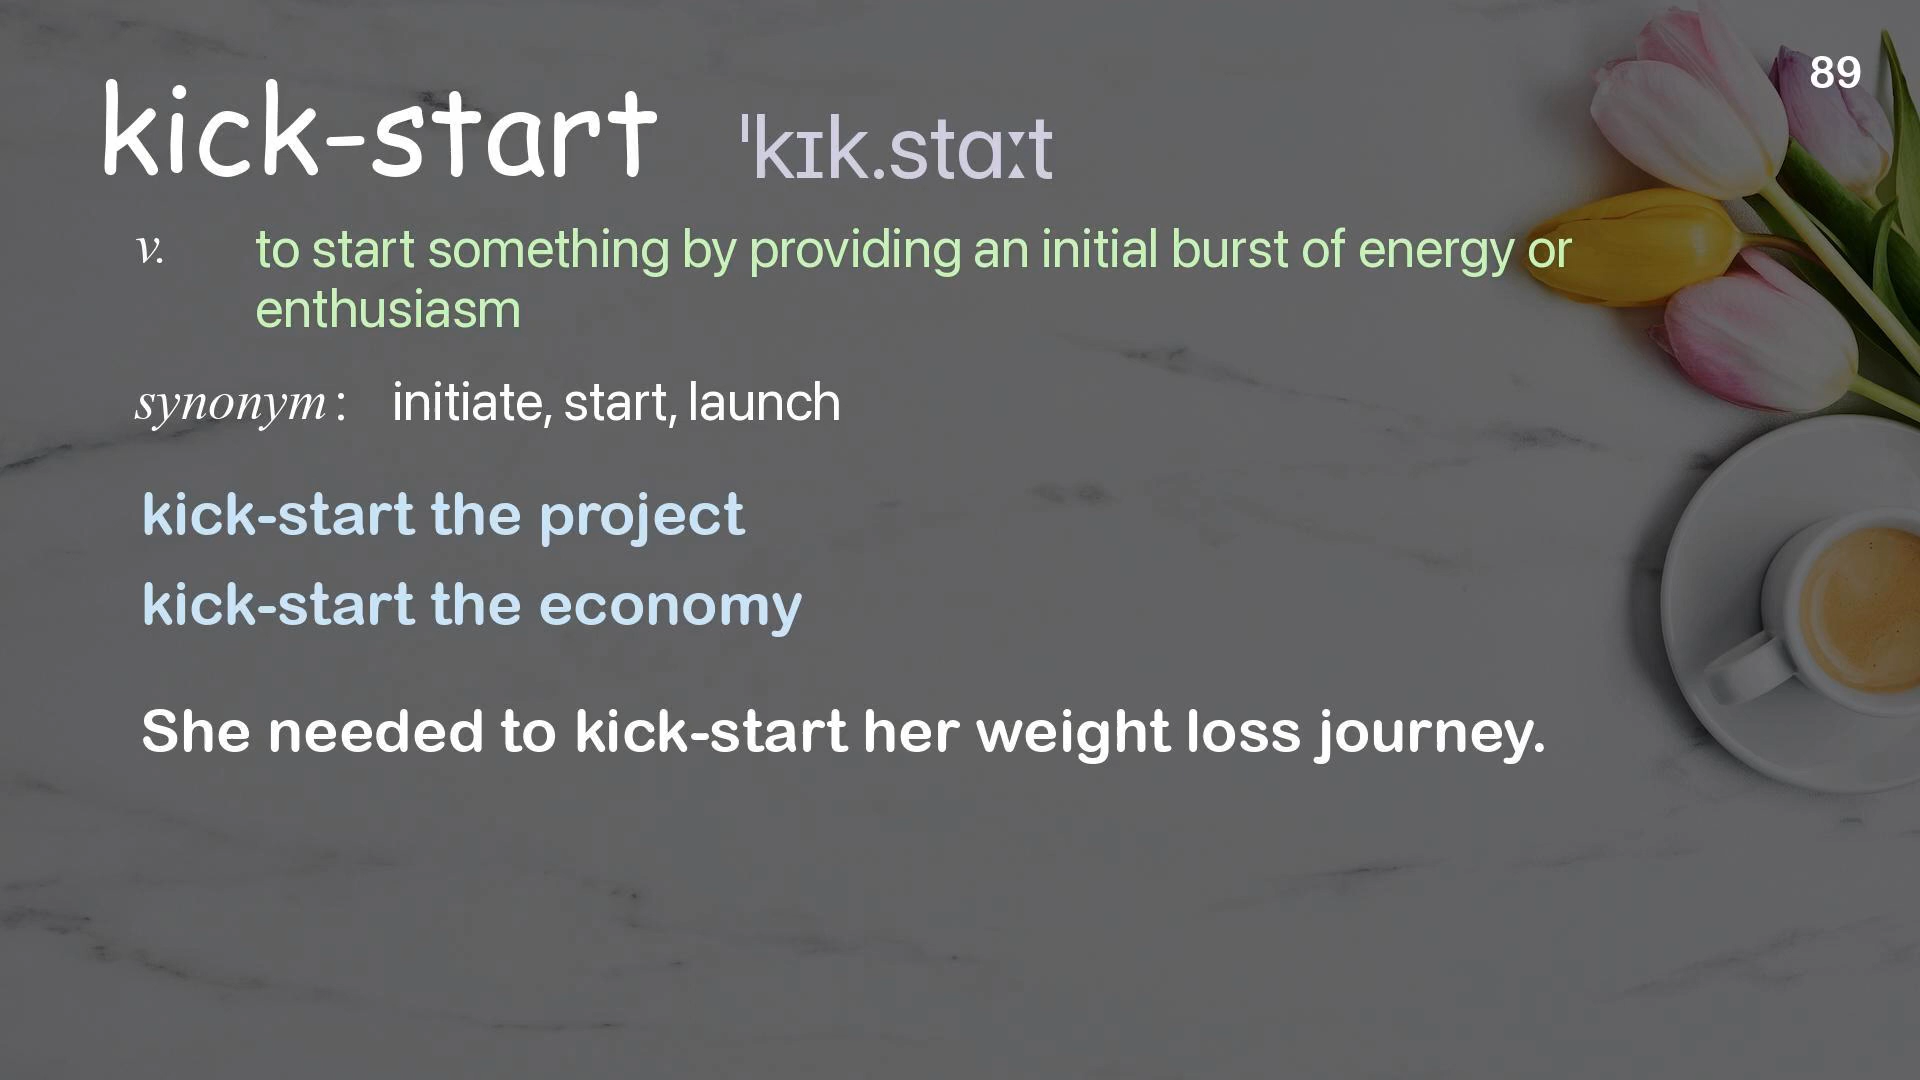 89
kick-start ˈkɪk.stɑːt
v. to start something by providing an initial burst of energy or
enthusiasm
synonym : initiate, start, launch
kick-start the project
kick-start the economy
She needed to kick-start her weight loss journey.